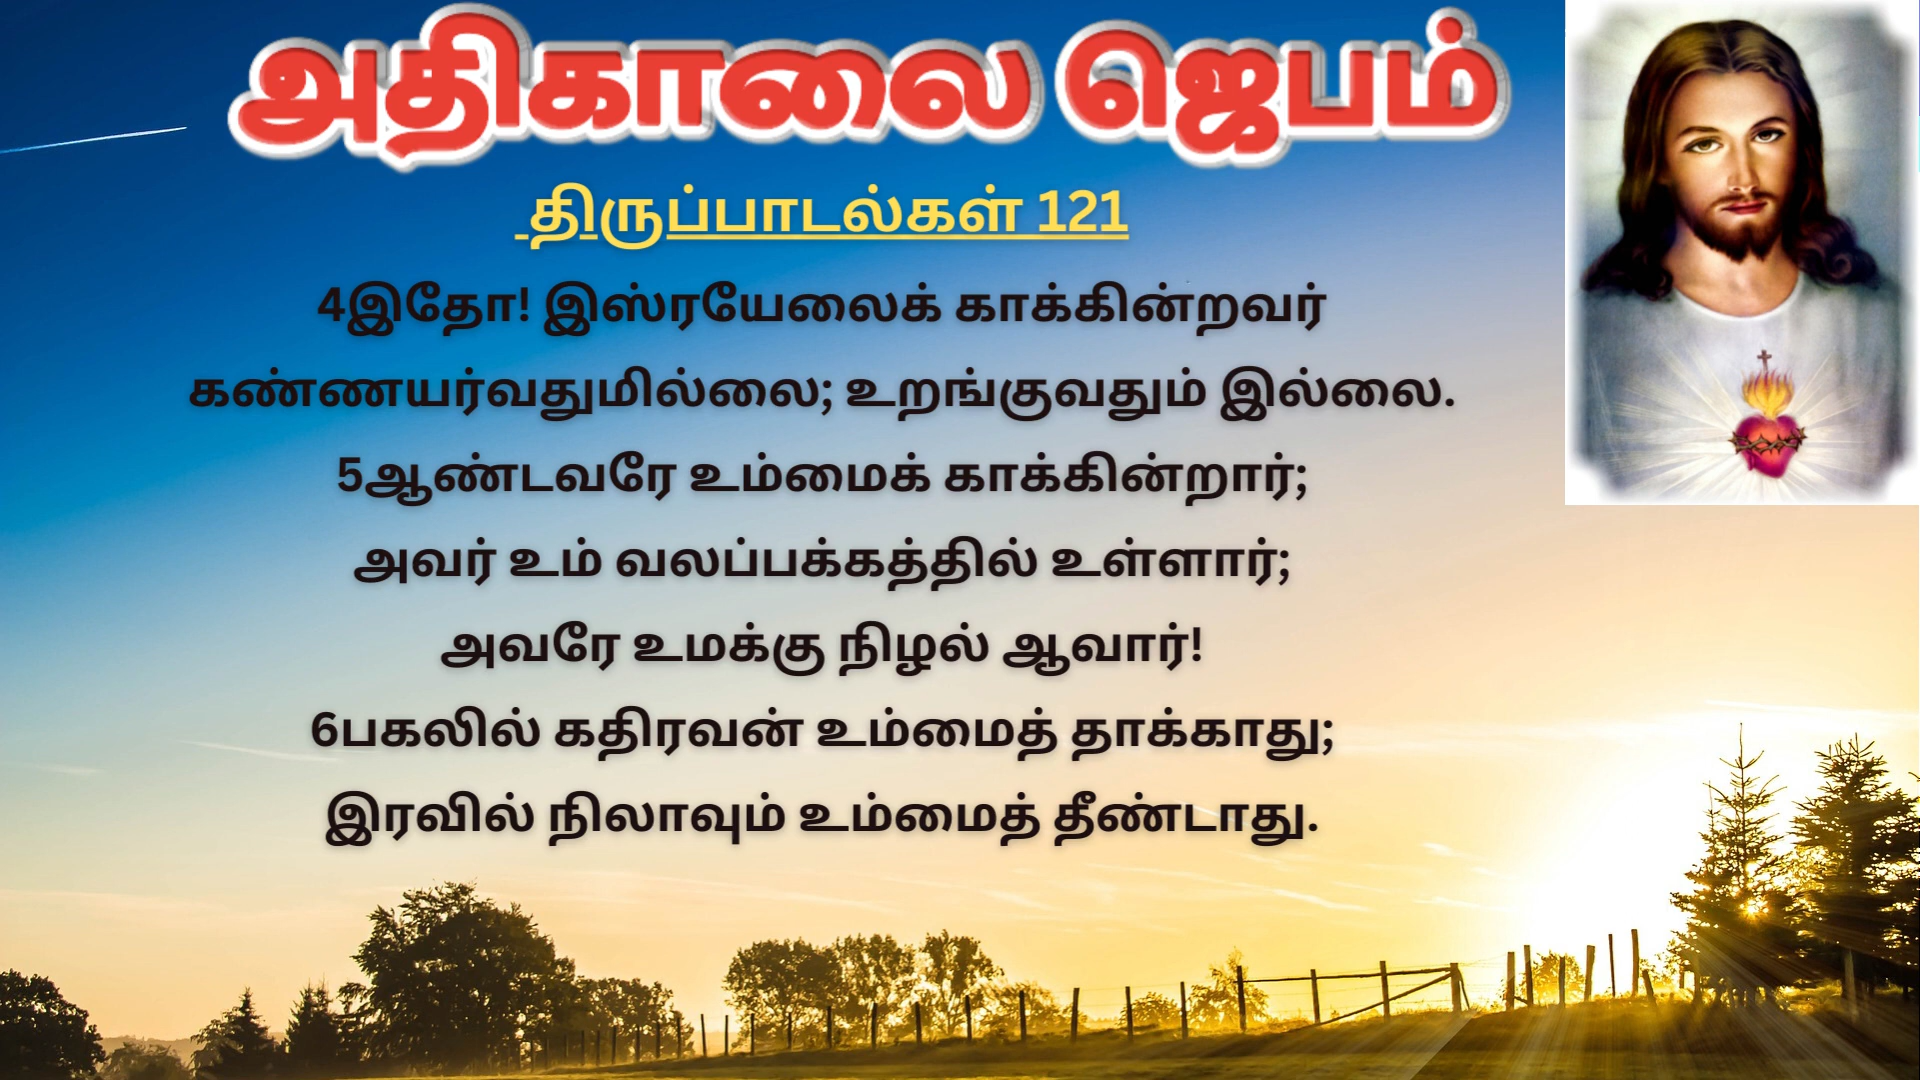 அதிகாலை ஜெபம்
திருப்பாடல்கள் 121
4இதோ! இஸ்ரயேலைக் காக்கின்றவர்
கண்ணயர்வதுமில்லை; உறங்குவதும் இல்லை.
5ஆண்டவரே உம்மைக் காக்கின்றார்;
அவர் உம் வலப்பக்கத்தில் உள்ளார்;
அவரே உமக்கு நிழல் ஆவார்!
6பகலில் கதிரவன் உம்மைத் தாக்காது;
இரவில் நிலாவும் உம்மைத் தீண்டாது.